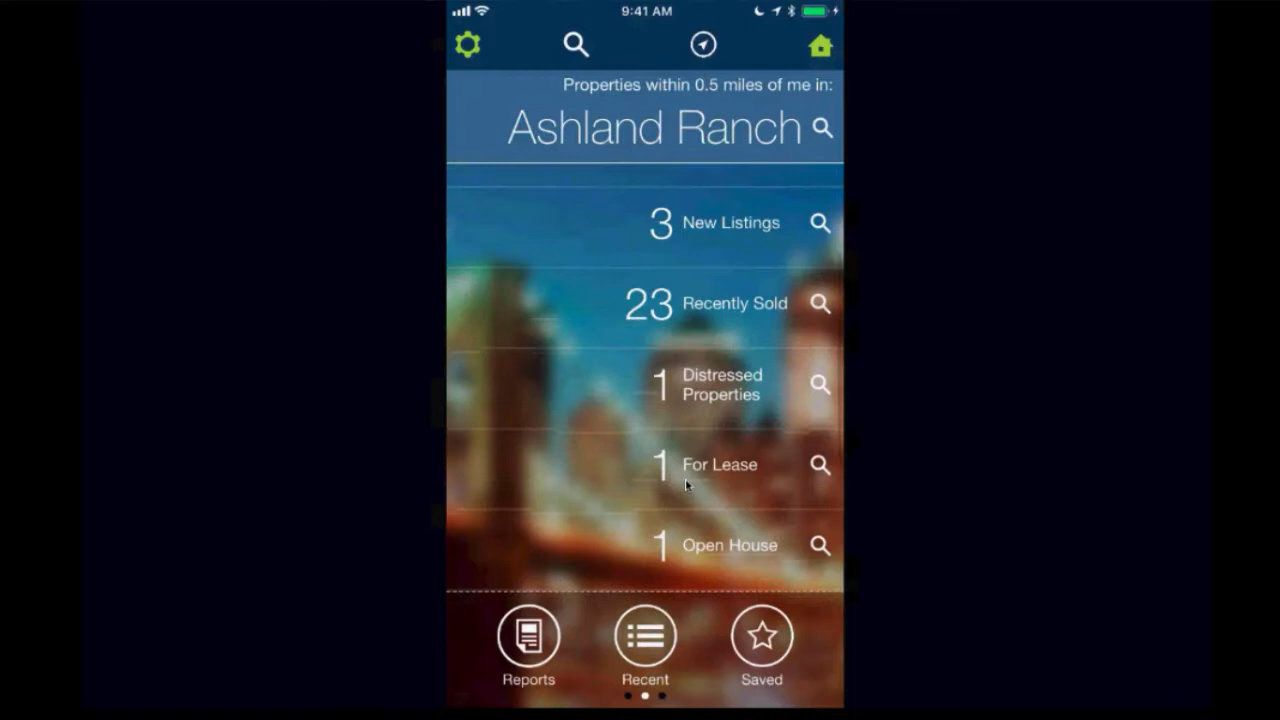 9:41 AM
Properties within 0.5 miles of me in:
Ashland Ranch
3 New Listings
23 Recently Sold
1 Distressed
Properties
1 For Lease
1 Open House
Reports Recent Saved